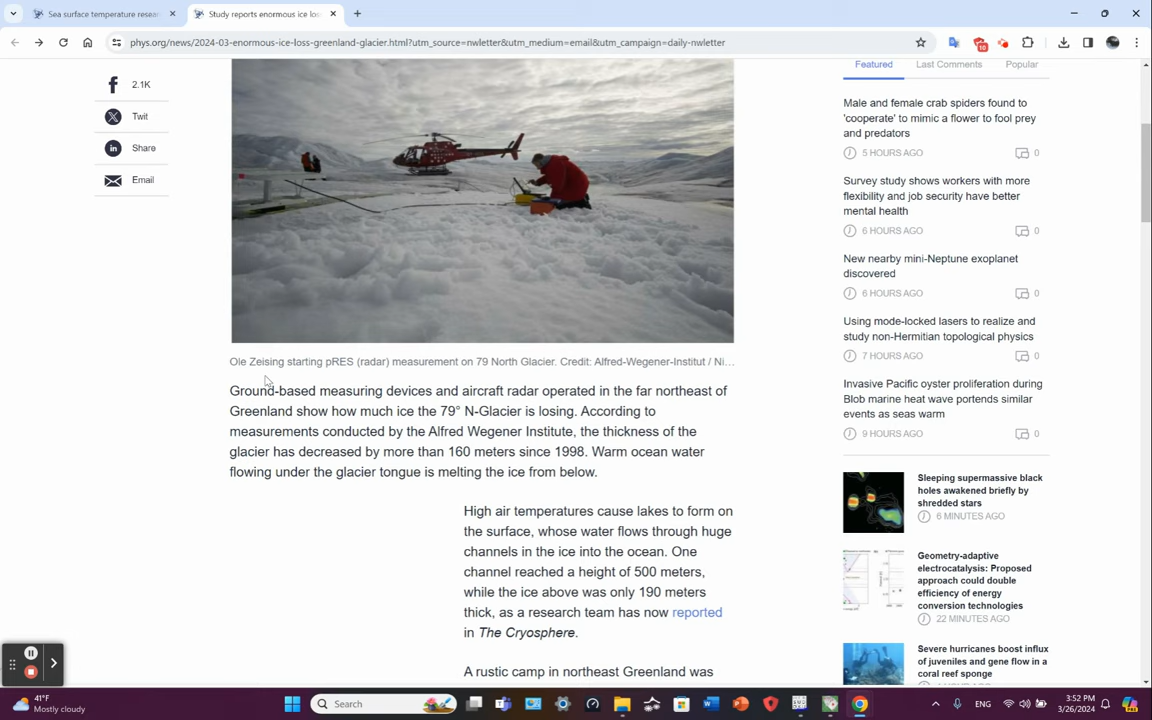 Sea surface temperature resear
Study reports enormous ice los
phys.org/news/2024-03-enormous-ice-loss-greenland-glacier.html?utm_source=nwletter&utm_medium=email&utm_campaign=daily-nwletter
10
2.1K
Twit
Share
Email
Ole Zeising starting pRES (radar) measurement on 79 North Glacier. Credit: Alfred-Wegener-Institut / Ni...
Ground-based measuring devices and aircraft radar operated in the far northeast of
Greenland show how much ice the 79° N-Glacier is losing. According to
measurements conducted by the Alfred Wegener Institute, the thickness of the
glacier has decreased by more than 160 meters since 1998. Warm ocean water
flowing under the glacier tongue is melting the ice from below.
High air temperatures cause lakes to form on
the surface, whose water flows through huge
channels in the ice into the ocean. One
channel reached a height of 500 meters,
while the ice above was only 190 meters
thick, as a research team has now reported
in The Cryosphere.
A rustic camp in northeast Greenland was
Featured
Last Comments
Popular
Male and female crab spiders found to
'cooperate' to mimic a flower to fool prey
and predators
5 HOURS AGO
0
Survey study shows workers with more
flexibility and job security have better
mental health
6 HOURS AGO
0
New nearby mini-Neptune exoplanet
discovered
6 HOURS AGO
0
Using mode-locked lasers to realize and
study non-Hermitian topological physics
7 HOURS AGO
0
Invasive Pacific oyster proliferation during
Blob marine heat wave portends similar
events as seas warm
9 HOURS AGO
0
Sleeping supermassive black
holes awakened briefly by
shredded stars
6 MINUTES AGO
Geometry-adaptive
electrocatalysis: Proposed
approach could double
efficiency of energy
conversion technologies
22 MINUTES AGO
Severe hurricanes boost influx
of juveniles and gene flow in a
coral reef sponge
41°F
Mostly cloudy
Search
ENG
3:52 PM
3/26/2024